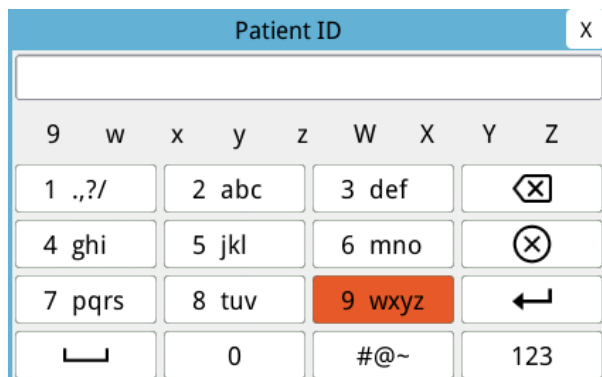 Patient ID X
9 w x y z W X Y Z
1 .,?/ 2 abc 3 def
4 ghi 5 jkl 6 mno
7 pqrs 8 tuv 9 wxyz
0 #@~ 123